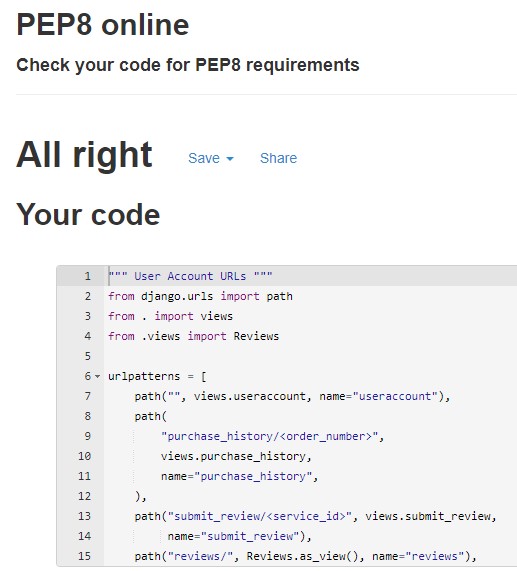 PEP8 online
Check your code for PEP8 requirements
All right Save Share
Your code
1 """ User Account URLs """
2 from django.urls import path
3 from . import views
4 from .views import Reviews
5
6 urlpatterns = [
7     path("", views.useraccount, name="useraccount"),
8     path(
9         "purchase_history/<order_number>",
10         views.purchase_history,
11         name="purchase_history",
12     ),
13     path("submit_review/<service_id>", views.submit_review,
14          name="submit_review"),
15     path("reviews/", Reviews.as_view(), name="reviews"),